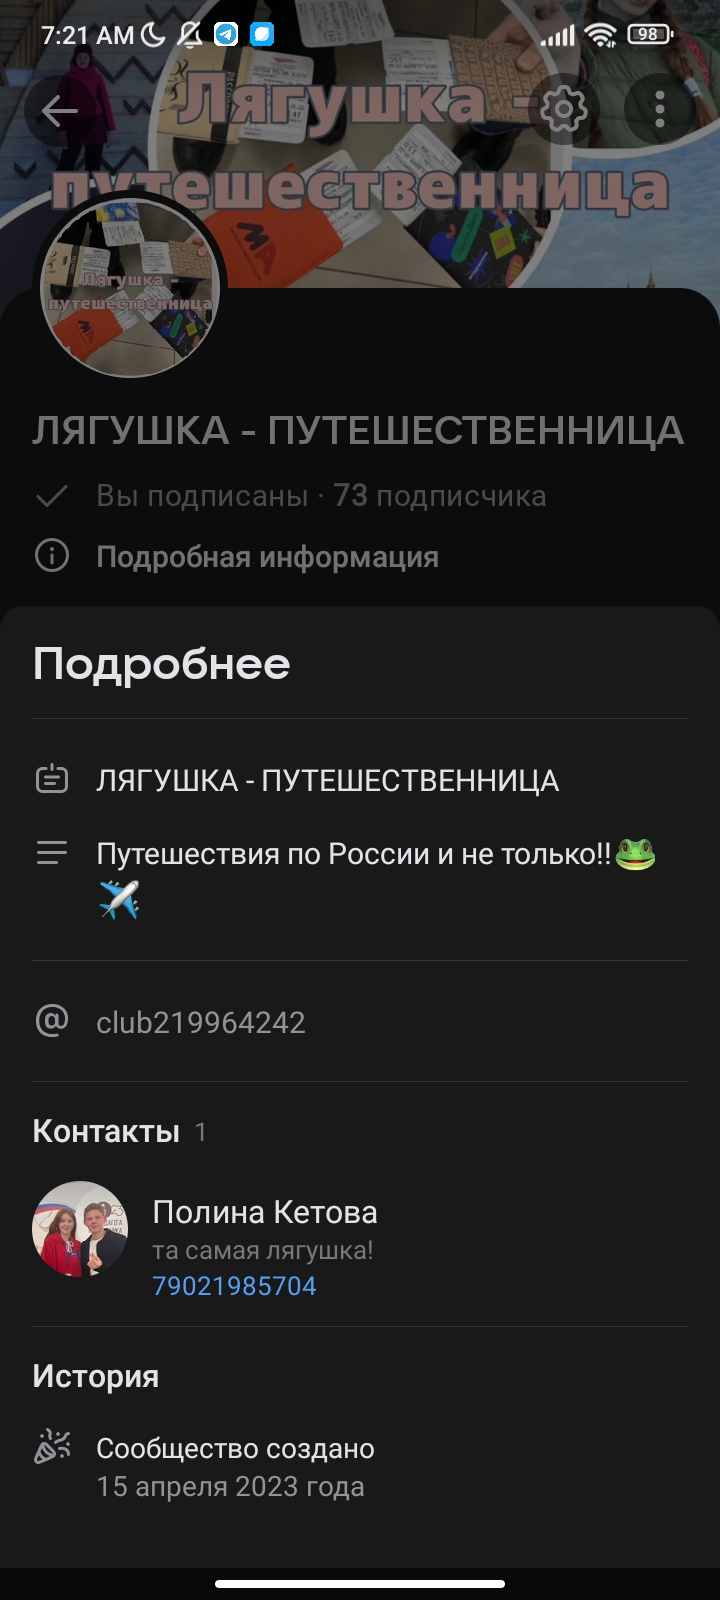 7:21 AM
98
Лягушка -
путешественница
Лягушка -
путешественница
ЛЯГУШКА - ПУТЕШЕСТВЕННИЦА
Вы подписаны · 73 подписчика
Подробная информация
Подробнее
ЛЯГУШКА - ПУТЕШЕСТВЕННИЦА
Путешествия по России и не только!!🐸
✈️
club219964242
Контакты 1
Полина Кетова
та самая лягушка!
79021985704
История
Сообщество создано
15 апреля 2023 года